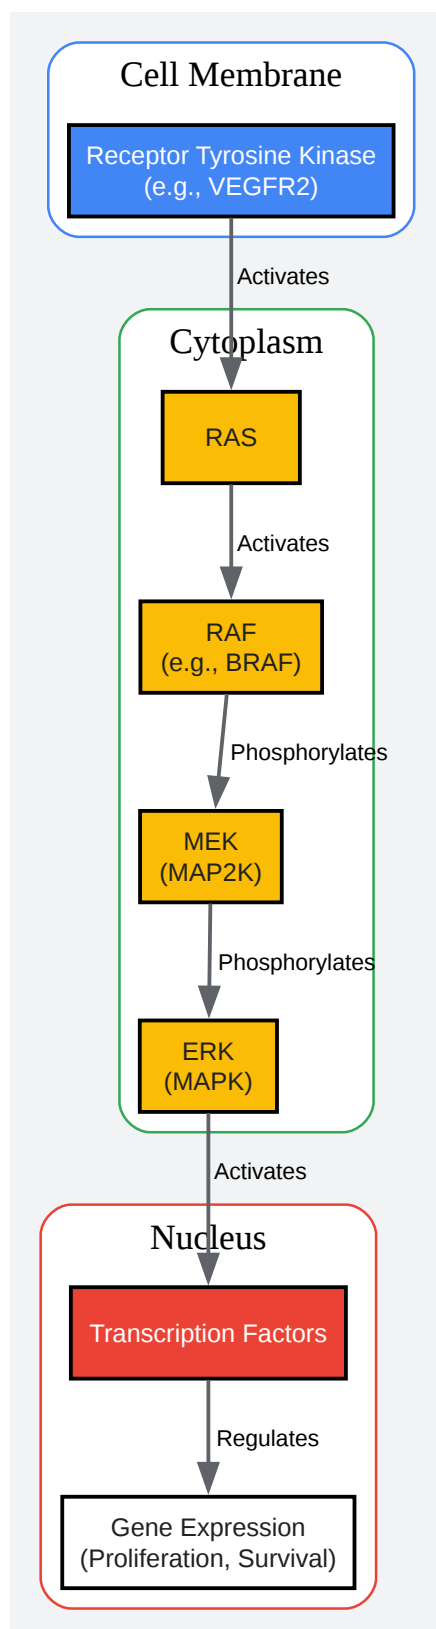 Cell Membrane
Receptor Tyrosine Kinase
(e.g., VEGFR2)
Activates
Cytoplasm
RAS
Activates
RAF
(e.g., BRAF)
Phosphorylates
MEK
(MAP2K)
Phosphorylates
ERK
(MAPK)
Activates
Nucleus
Transcription Factors
Regulates
Gene Expression
(Proliferation, Survival)